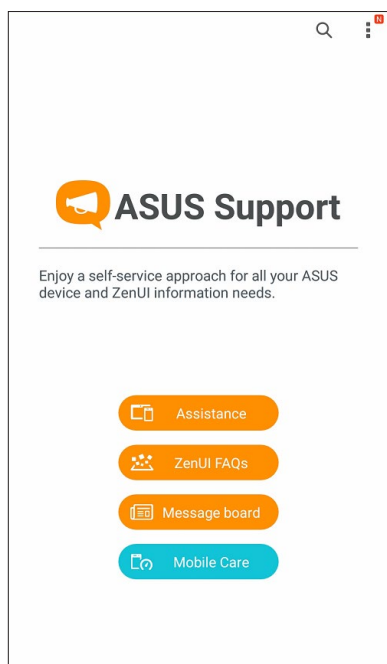 N
ASUS Support
Enjoy a self-service approach for all your ASUS
device and ZenUI information needs.
Assistance
ZenUI FAQs
Message board
Mobile Care